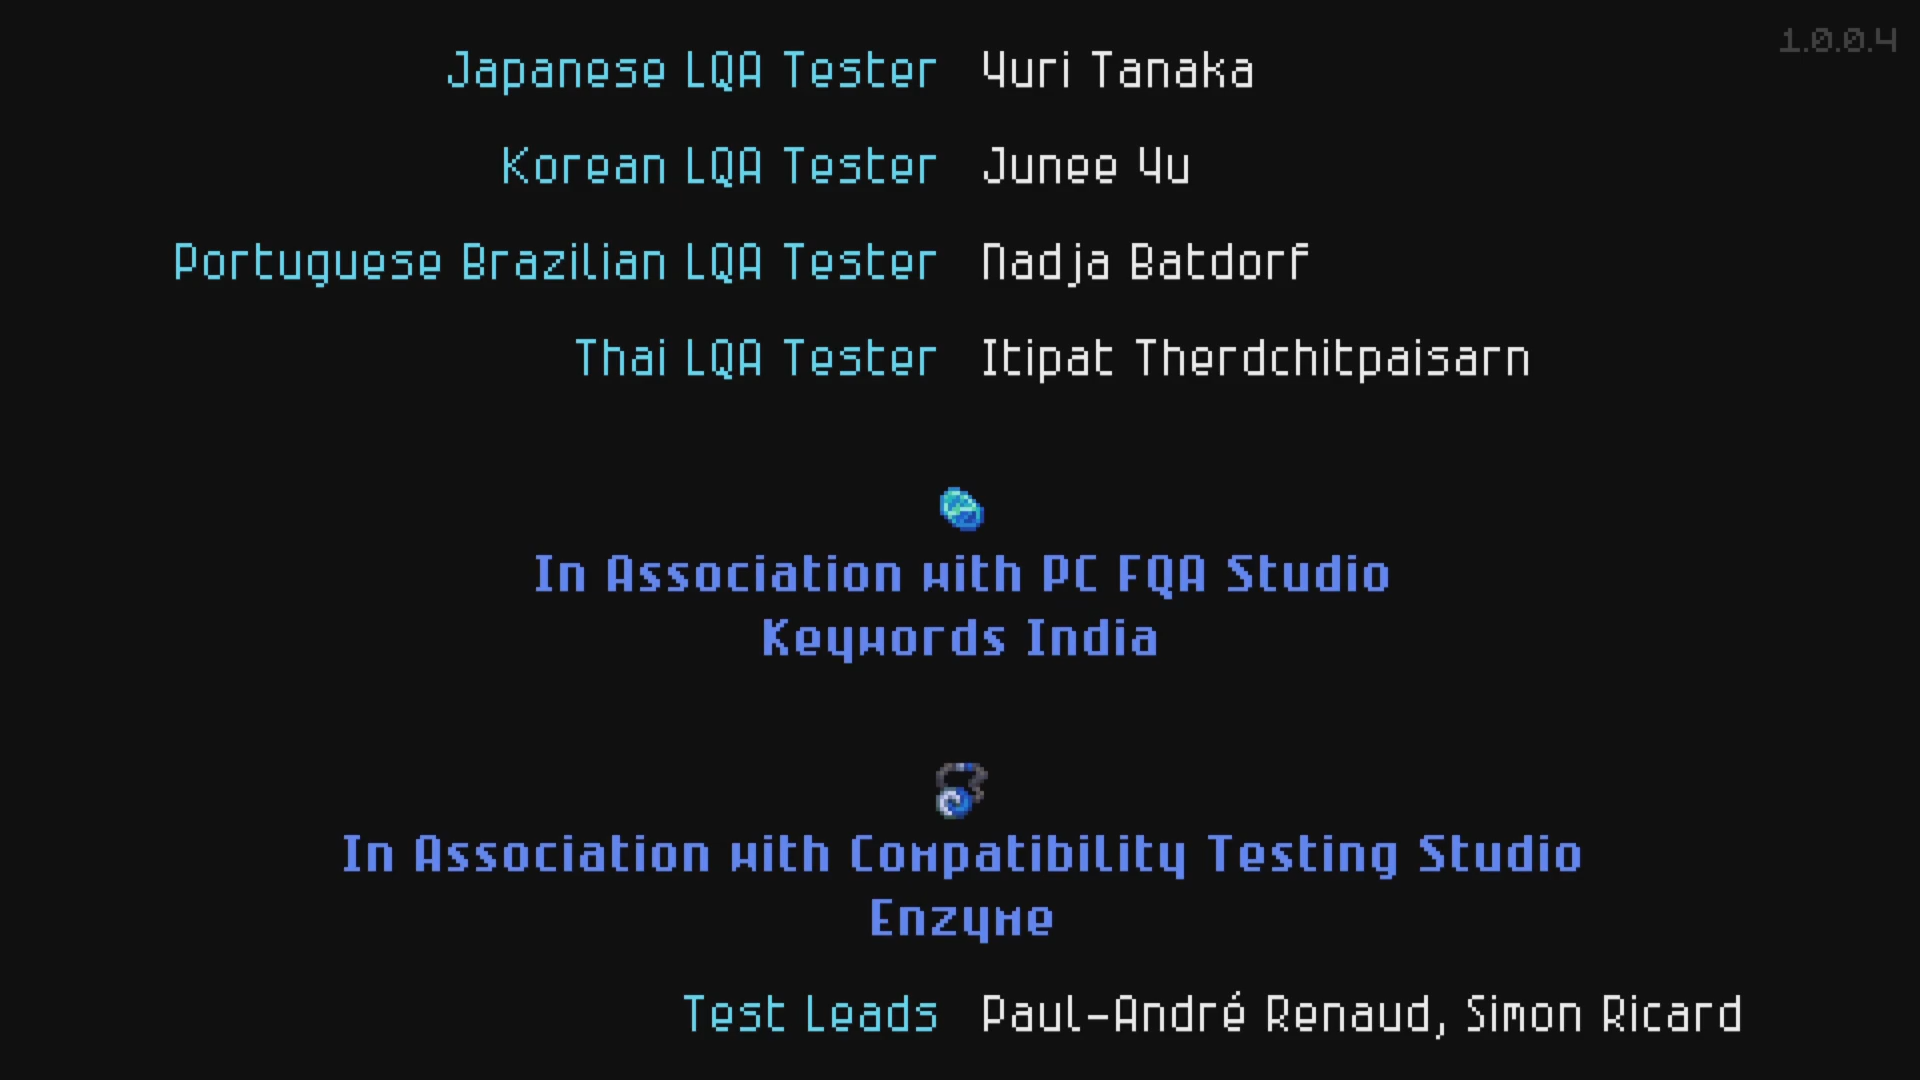 1.0.0.4
Japanese LQA Tester Yuri Tanaka
Korean LQA Tester Junee Yu
Portuguese Brazilian LQA Tester Nadja Batdorf
Thai LQA Tester Itipat Therdchitpaisarn
In Association with PC FQA Studio
Keywords India
In Association with Compatibility Testing Studio
Enzyme
Test Leads Paul-André Renaud, Simon Ricard